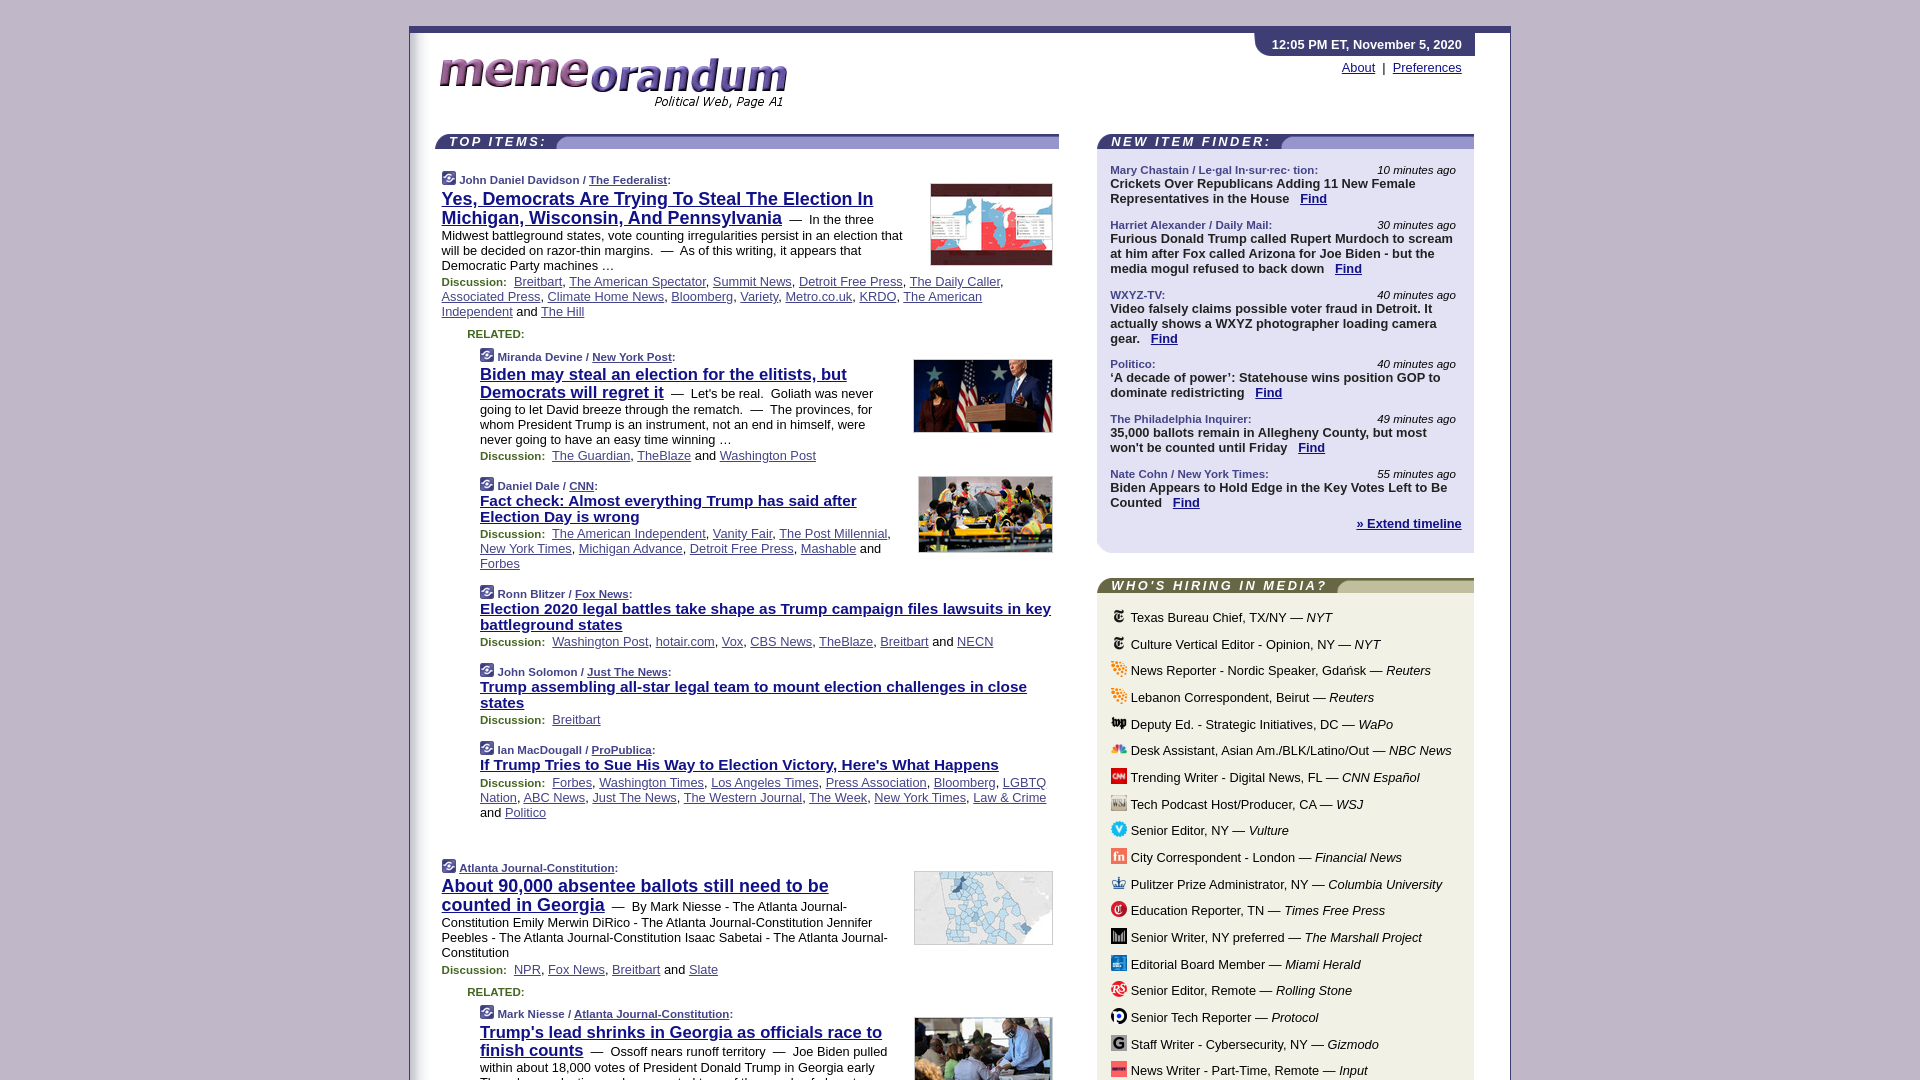 12:05 PM ET, November 5, 2020
memeorandum
About | Preferences
Political Web, Page A1
TOP ITEMS:
John Daniel Davidson / The Federalist:
Yes, Democrats Are Trying To Steal The Election In
Michigan, Wisconsin, And Pennsylvania — In the three
Midwest battleground states, vote counting irregularities persist in an election that
will be decided on razor-thin margins. — As of this writing, it appears that
Democratic Party machines …
Discussion: Breitbart, The American Spectator, Summit News, Detroit Free Press, The Daily Caller,
Associated Press, Climate Home News, Bloomberg, Variety, Metro.co.uk, KRDO, The American
Independent and The Hill
RELATED:
Miranda Devine / New York Post:
Biden may steal an election for the elitists, but
Democrats will regret it — Let's be real. Goliath was never
going to let David breeze through the rematch. — The provinces, for
whom President Trump is an instrument, not an end in himself, were
never going to have an easy time winning …
Discussion: The Guardian, TheBlaze and Washington Post
Daniel Dale / CNN:
Fact check: Almost everything Trump has said after
Election Day is wrong
Discussion: The American Independent, Vanity Fair, The Post Millennial,
New York Times, Michigan Advance, Detroit Free Press, Mashable and
Forbes
Ronn Blitzer / Fox News:
Election 2020 legal battles take shape as Trump campaign files lawsuits in key
battleground states
Discussion: Washington Post, hotair.com, Vox, CBS News, TheBlaze, Breitbart and NECN
John Solomon / Just The News:
Trump assembling all-star legal team to mount election challenges in close
states
Discussion: Breitbart
Ian MacDougall / ProPublica:
If Trump Tries to Sue His Way to Election Victory, Here's What Happens
Discussion: Forbes, Washington Times, Los Angeles Times, Press Association, Bloomberg, LGBTQ
Nation, ABC News, Just The News, The Western Journal, The Week, New York Times, Law & Crime
and Politico
Atlanta Journal-Constitution:
About 90,000 absentee ballots still need to be
counted in Georgia — By Mark Niesse - The Atlanta Journal-
Constitution Emily Merwin DiRico - The Atlanta Journal-Constitution Jennifer
Peebles - The Atlanta Journal-Constitution Isaac Sabetai - The Atlanta Journal-
Constitution
Discussion: NPR, Fox News, Breitbart and Slate
RELATED:
Mark Niesse / Atlanta Journal-Constitution:
Trump's lead shrinks in Georgia as officials race to
finish counts — Ossoff nears runoff territory — Joe Biden pulled
within about 18,000 votes of President Donald Trump in Georgia early
NEW ITEM FINDER:
Mary Chastain / Le·gal In·sur·rec· tion: 10 minutes ago
Crickets Over Republicans Adding 11 New Female
Representatives in the House Find
Harriet Alexander / Daily Mail: 30 minutes ago
Furious Donald Trump called Rupert Murdoch to scream
at him after Fox called Arizona for Joe Biden - but the
media mogul refused to back down Find
WXYZ-TV: 40 minutes ago
Video falsely claims possible voter fraud in Detroit. It
actually shows a WXYZ photographer loading camera
gear. Find
Politico: 40 minutes ago
‘A decade of power’: Statehouse wins position GOP to
dominate redistricting Find
The Philadelphia Inquirer: 49 minutes ago
35,000 ballots remain in Allegheny County, but most
won't be counted until Friday Find
Nate Cohn / New York Times: 55 minutes ago
Biden Appears to Hold Edge in the Key Votes Left to Be
Counted Find
» Extend timeline
WHO'S HIRING IN MEDIA?
Texas Bureau Chief, TX/NY — NYT
Culture Vertical Editor - Opinion, NY — NYT
News Reporter - Nordic Speaker, Gdańsk — Reuters
Lebanon Correspondent, Beirut — Reuters
wp Deputy Ed. - Strategic Initiatives, DC — WaPo
Desk Assistant, Asian Am./BLK/Latino/Out — NBC News
CNN Trending Writer - Digital News, FL — CNN Español
WSJ Tech Podcast Host/Producer, CA — WSJ
V Senior Editor, NY — Vulture
fn City Correspondent - London — Financial News
Pulitzer Prize Administrator, NY — Columbia University
Education Reporter, TN — Times Free Press
Senior Writer, NY preferred — The Marshall Project
Editorial Board Member — Miami Herald
RS Senior Editor, Remote — Rolling Stone
Senior Tech Reporter — Protocol
G Staff Writer - Cybersecurity, NY — Gizmodo
News Writer - Part-Time, Remote — Input